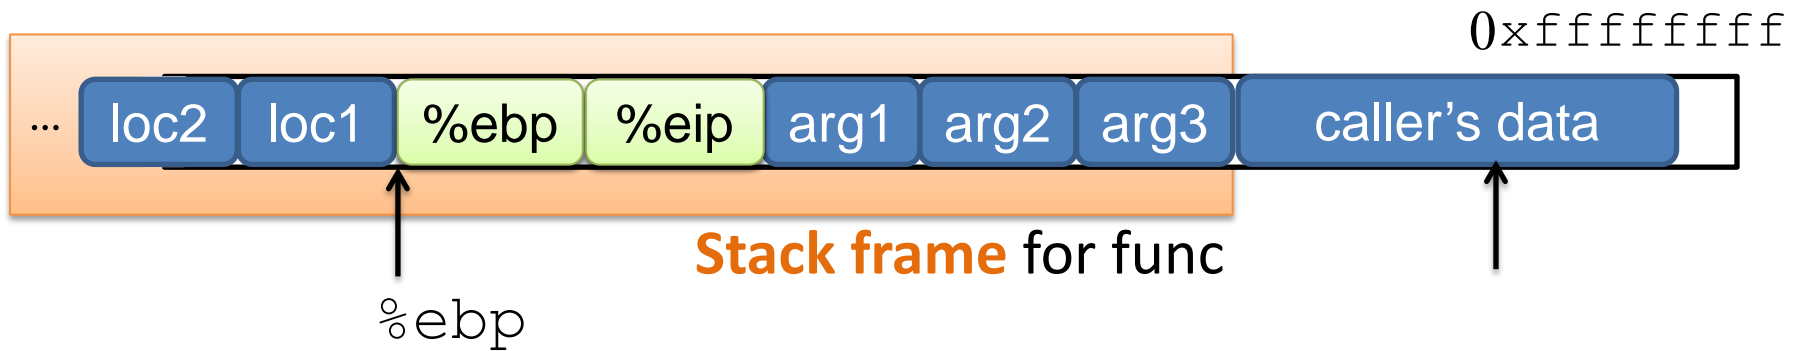 0xffffffff
... loc2 loc1 %ebp %eip arg1 arg2 arg3 caller's data
Stack frame for func
%ebp